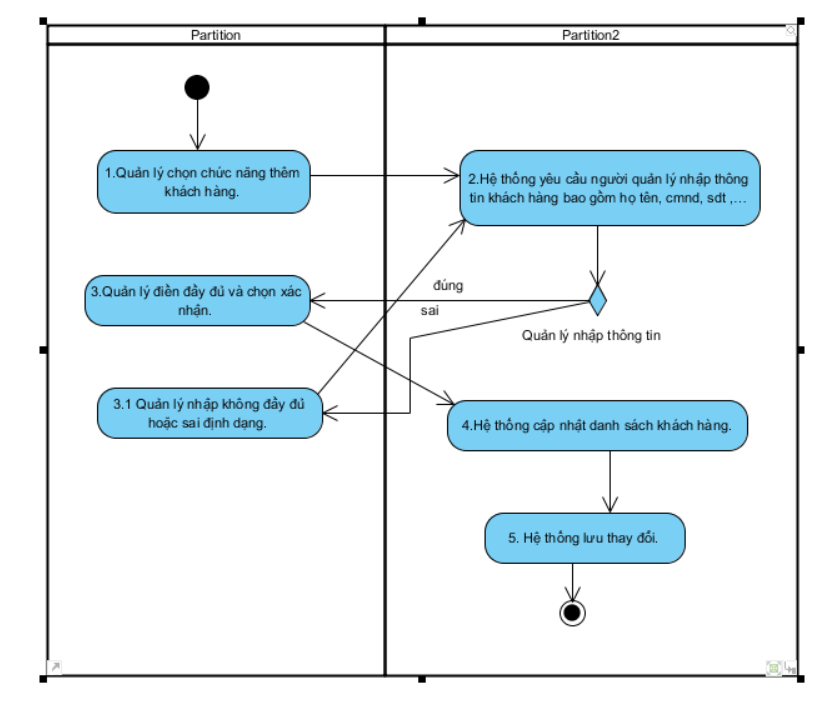 Partition
Partition2
1.Quản lý chọn chức năng thêm
khách hàng.
2.Hệ thống yêu cầu người quản lý nhập thông
tin khách hàng bao gồm họ tên, cmnd, sdt ,...
3.Quản lý điền đầy đủ và chọn xác
nhận.
đúng
sai
Quản lý nhập thông tin
3.1 Quản lý nhập không đầy đủ
hoặc sai định dạng.
4.Hệ thống cập nhật danh sách khách hàng.
5. Hệ thống lưu thay đổi.